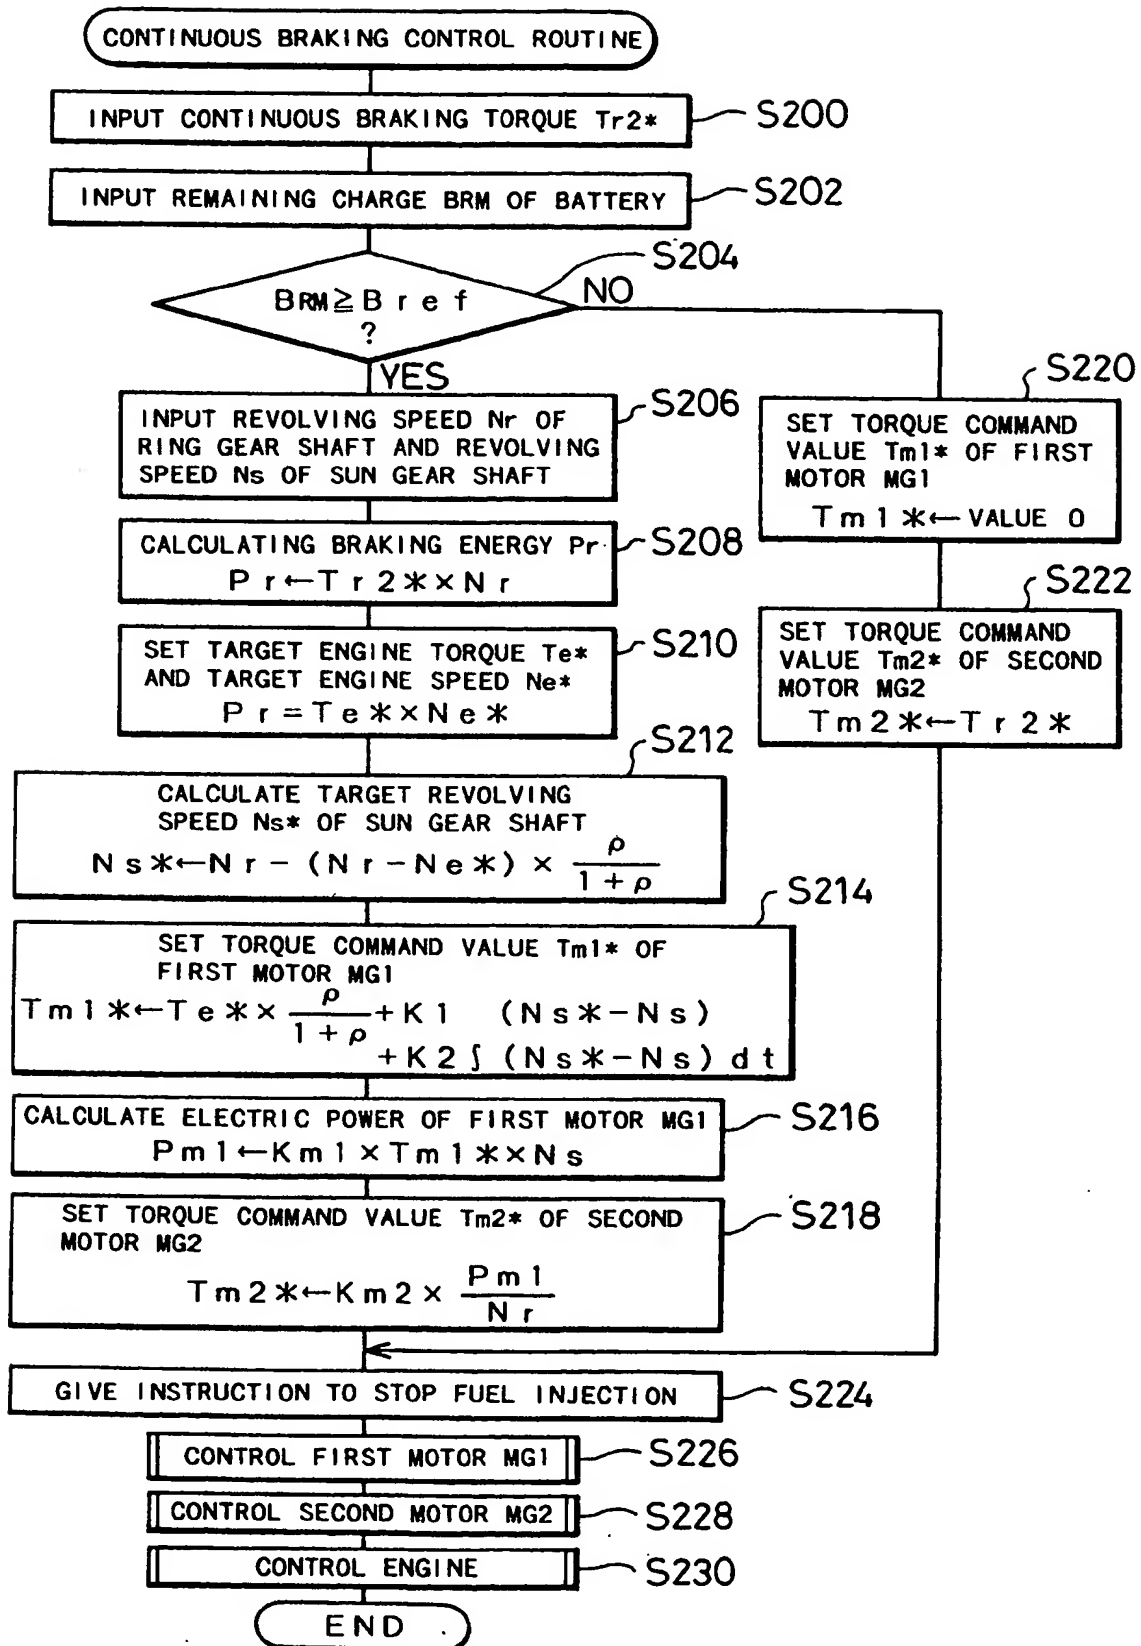 CONTINUOUS BRAKING CONTROL ROUTINE
INPUT CONTINUOUS BRAKING TORQUE Tr2*
S200
INPUT REMAINING CHARGE BRM OF BATTERY
S202
BRM≧Bref
?
S204
NO
YES
INPUT REVOLVING SPEED Nr OF
RING GEAR SHAFT AND REVOLVING
SPEED Ns OF SUN GEAR SHAFT
S206
CALCULATING BRAKING ENERGY Pr
Pr←Tr2*×Nr
S208
SET TARGET ENGINE TORQUE Te*
AND TARGET ENGINE SPEED Ne*
Pr=Te*×Ne*
S210
CALCULATE TARGET REVOLVING
SPEED Ns* OF SUN GEAR SHAFT
Ns*←Nr-(Nr-Ne*)× ρ/1+ρ
S212
SET TORQUE COMMAND VALUE Tm1* OF
FIRST MOTOR MG1
Tm1*←Te*× ρ/1+ρ +K1 (Ns*-Ns)
+K2∫(Ns*-Ns)dt
S214
CALCULATE ELECTRIC POWER OF FIRST MOTOR MG1
Pm1←Km1×Tm1*×Ns
S216
SET TORQUE COMMAND VALUE Tm2* OF SECOND
MOTOR MG2
Tm2*←Km2× Pm1/Nr
S218
S220
SET TORQUE COMMAND
VALUE Tm1* OF FIRST
MOTOR MG1
Tm1*←VALUE 0
S222
SET TORQUE COMMAND
VALUE Tm2* OF SECOND
MOTOR MG2
Tm2*←Tr2*
GIVE INSTRUCTION TO STOP FUEL INJECTION
S224
CONTROL FIRST MOTOR MG1
S226
CONTROL SECOND MOTOR MG2
S228
CONTROL ENGINE
S230
END